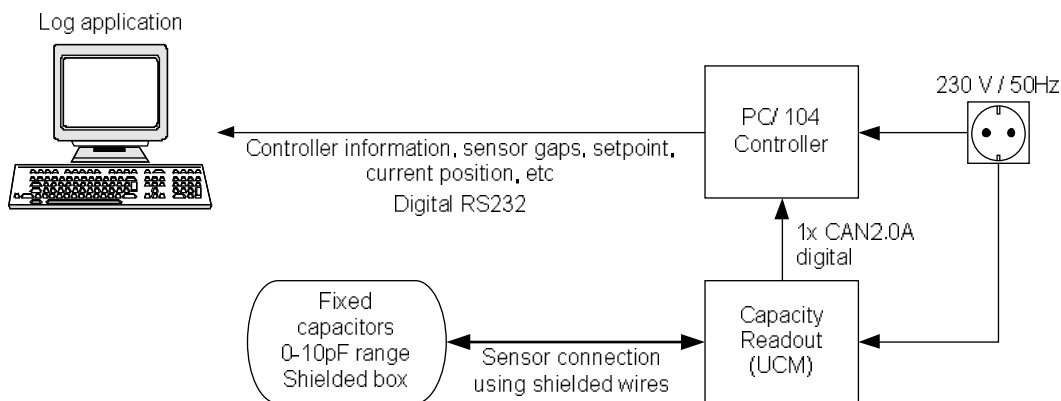 Log application
230 V / 50Hz
PC/ 104
Controller
Controller information, sensor gaps, setpoint,
current position, etc
Digital RS232
1x CAN2.0A
digital
Fixed
capacitors
0-10pF range
Shielded box
Sensor connection
using shielded wires
Capacity
Readout
(UCM)